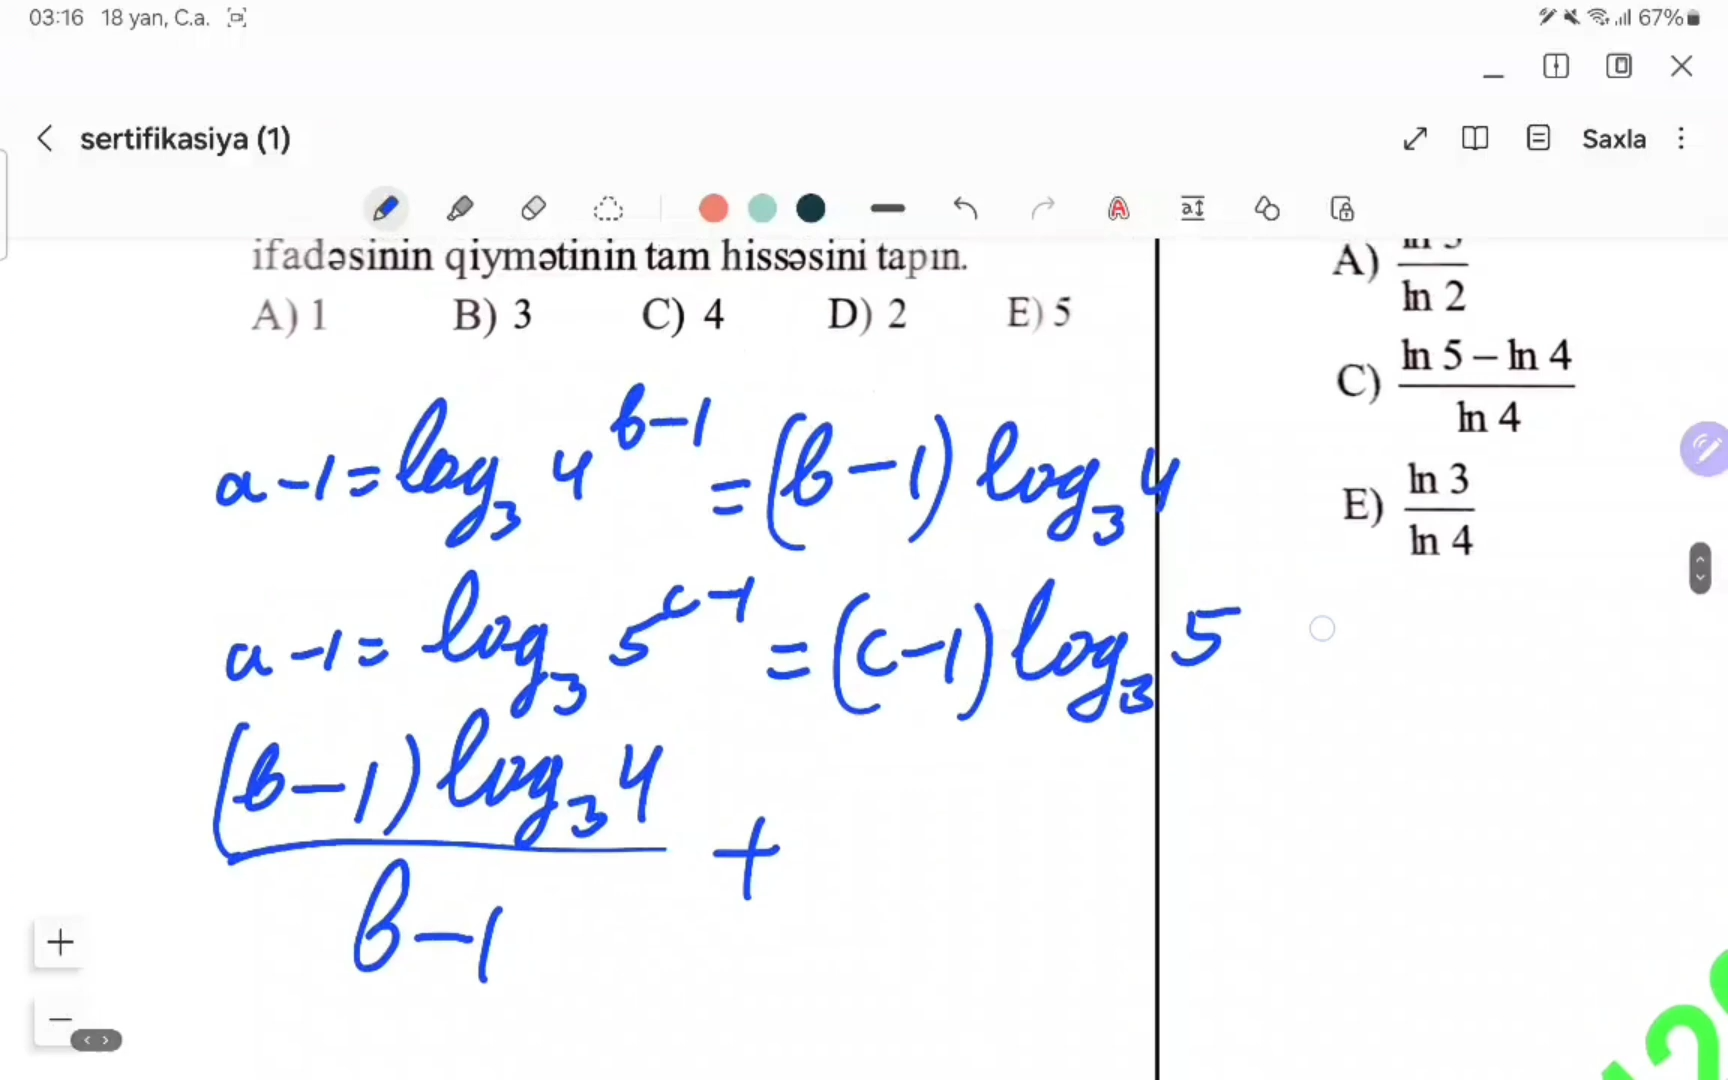 03:16 18 yan, C.a.
67%
sertifikasiya (1)
Saxla
ifadəsinin qiymətinin tam hissəsini tapın.
A) 1 B) 3 C) 4 D) 2 E) 5
a-1=log₃ 4^(b-1) = (b-1) log₃ 4
a-1= log₃ 5^(c-1) = (c-1) log₃ 5
(b-1) log₃ 4 / b-1 +
A) / ln 2
C) ln 5 – ln 4 / ln 4
E) ln 3 / ln 4